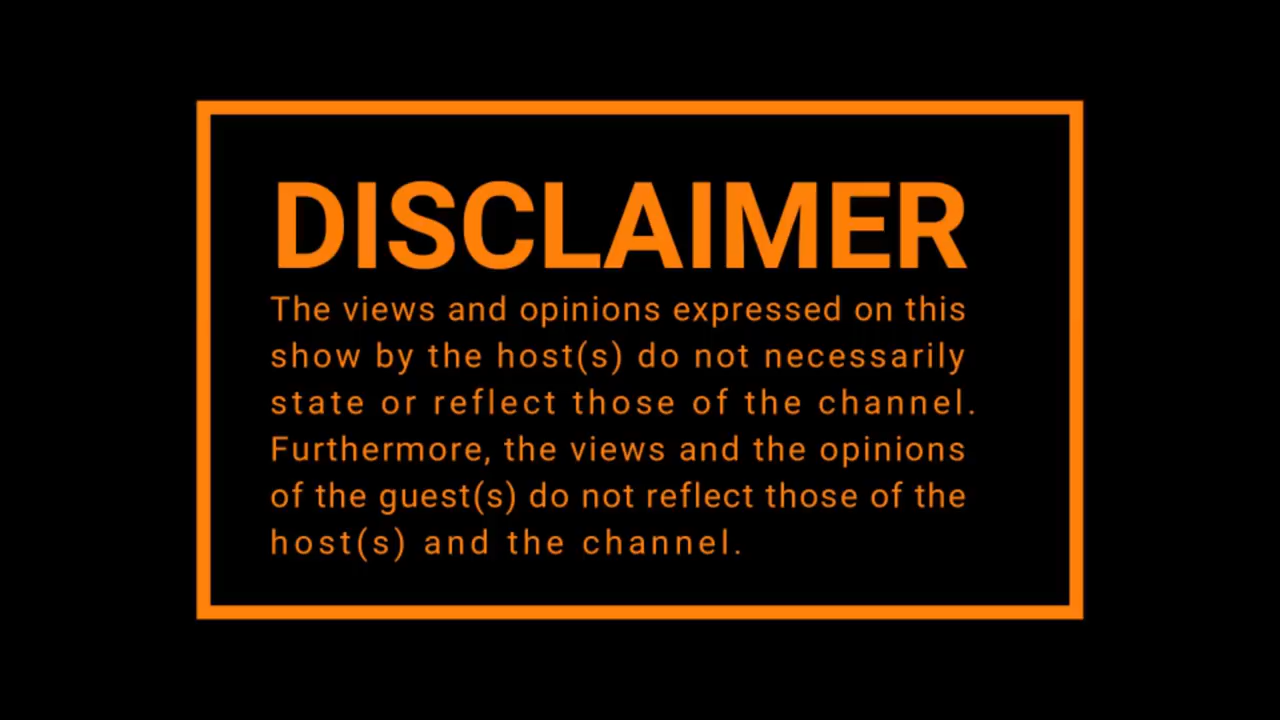 DISCLAIMER
The views and opinions expressed on this
show by the host(s) do not necessarily
state or reflect those of the channel.
Furthermore, the views and the opinions
of the guest(s) do not reflect those of the
host(s) and the channel.